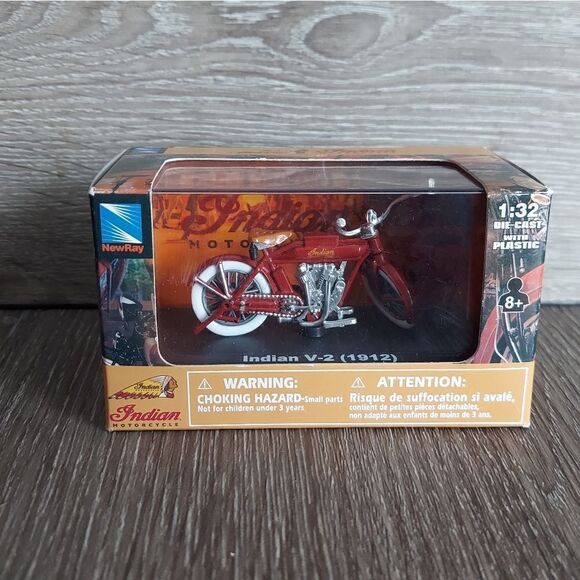 Indian
MOTORCYCLE
NewRay
1:32
DIE-CAST
WITH
PLASTIC
8+
Indian
Indian V-2 (1912)
Indian
Indian
MOTORCYCLE
WARNING:
CHOKING HAZARD-Small parts
Not for children under 3 years.
ATTENTION:
Risque de suffocation si avalé,
contient de petites pièces détachables,
non adapté aux enfants de moins de 3 ans.